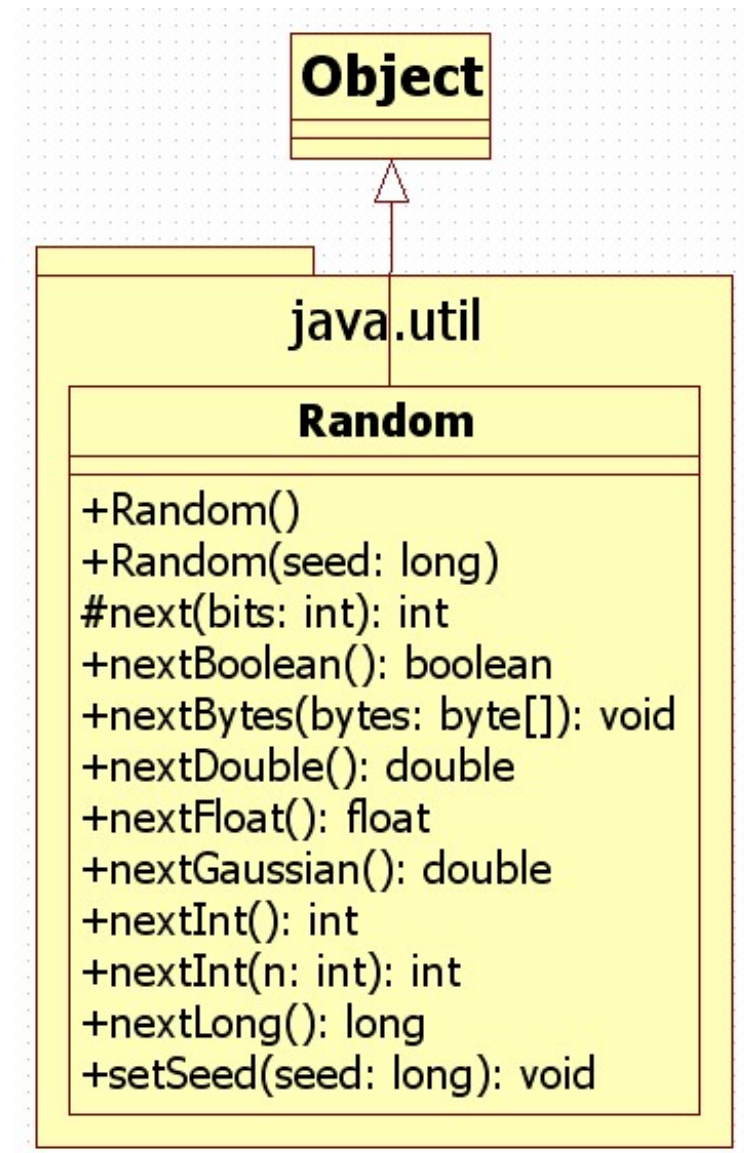 Object
java.util
Random
+Random()
+Random(seed: long)
#next(bits: int): int
+nextBoolean(): boolean
+nextBytes(bytes: byte[]): void
+nextDouble(): double
+nextFloat(): float
+nextGaussian(): double
+nextInt(): int
+nextInt(n: int): int
+nextLong(): long
+setSeed(seed: long): void